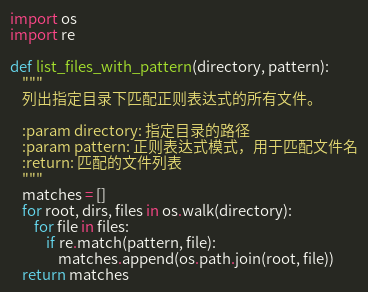 import os
import re

def list_files_with_pattern(directory, pattern):
    """
    列出指定目录下匹配正则表达式的所有文件。

    :param directory: 指定目录的路径
    :param pattern: 正则表达式模式，用于匹配文件名
    :return: 匹配的文件列表
    """
    matches = []
    for root, dirs, files in os.walk(directory):
        for file in files:
            if re.match(pattern, file):
                matches.append(os.path.join(root, file))
    return matches